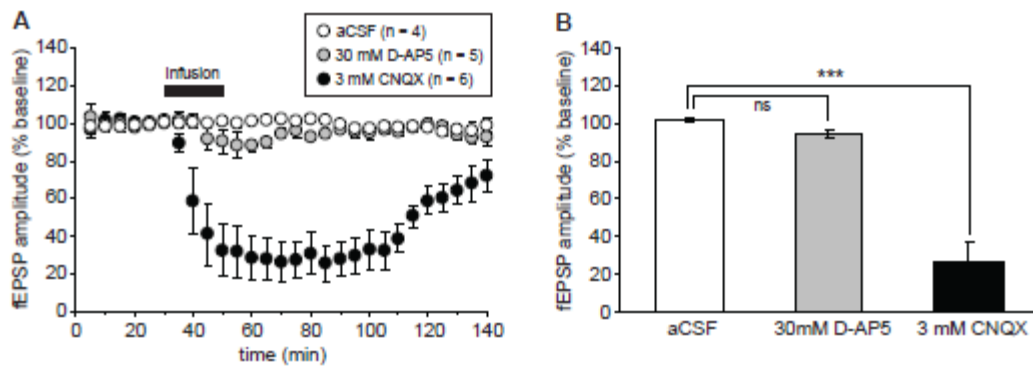 A
aCSF (n = 4)
30 mM D-AP5 (n = 5)
3 mM CNQX (n = 6)
Infusion
fEPSP amplitude (% baseline)
140
120
100
80
60
40
20
0
0 20 40 60 80 100 120 140
time (min)
B
***
ns
fEPSP amplitude (% baseline)
140
120
100
80
60
40
20
0
aCSF 30mM D-AP5 3 mM CNQX